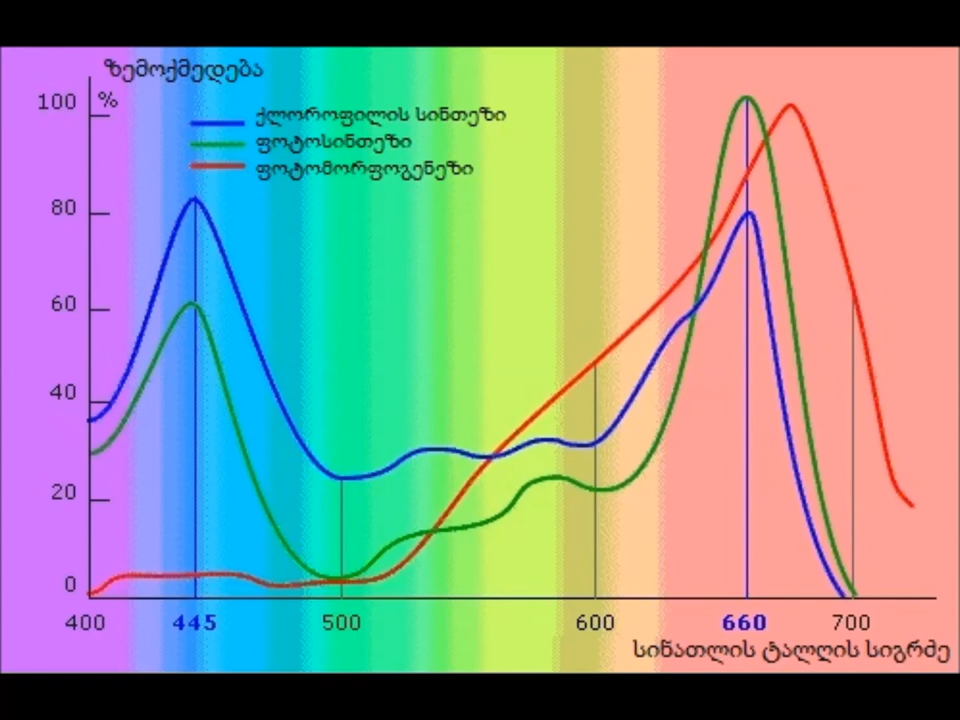 ზემოქმედება
%
ქლოროფილის სინთეზი
ფოტოსინთეზი
ფოტომორფოგენეზი
100
80
60
40
20
0
400 445 500 600 660 700
სინათლის ტალღის სიგრძე